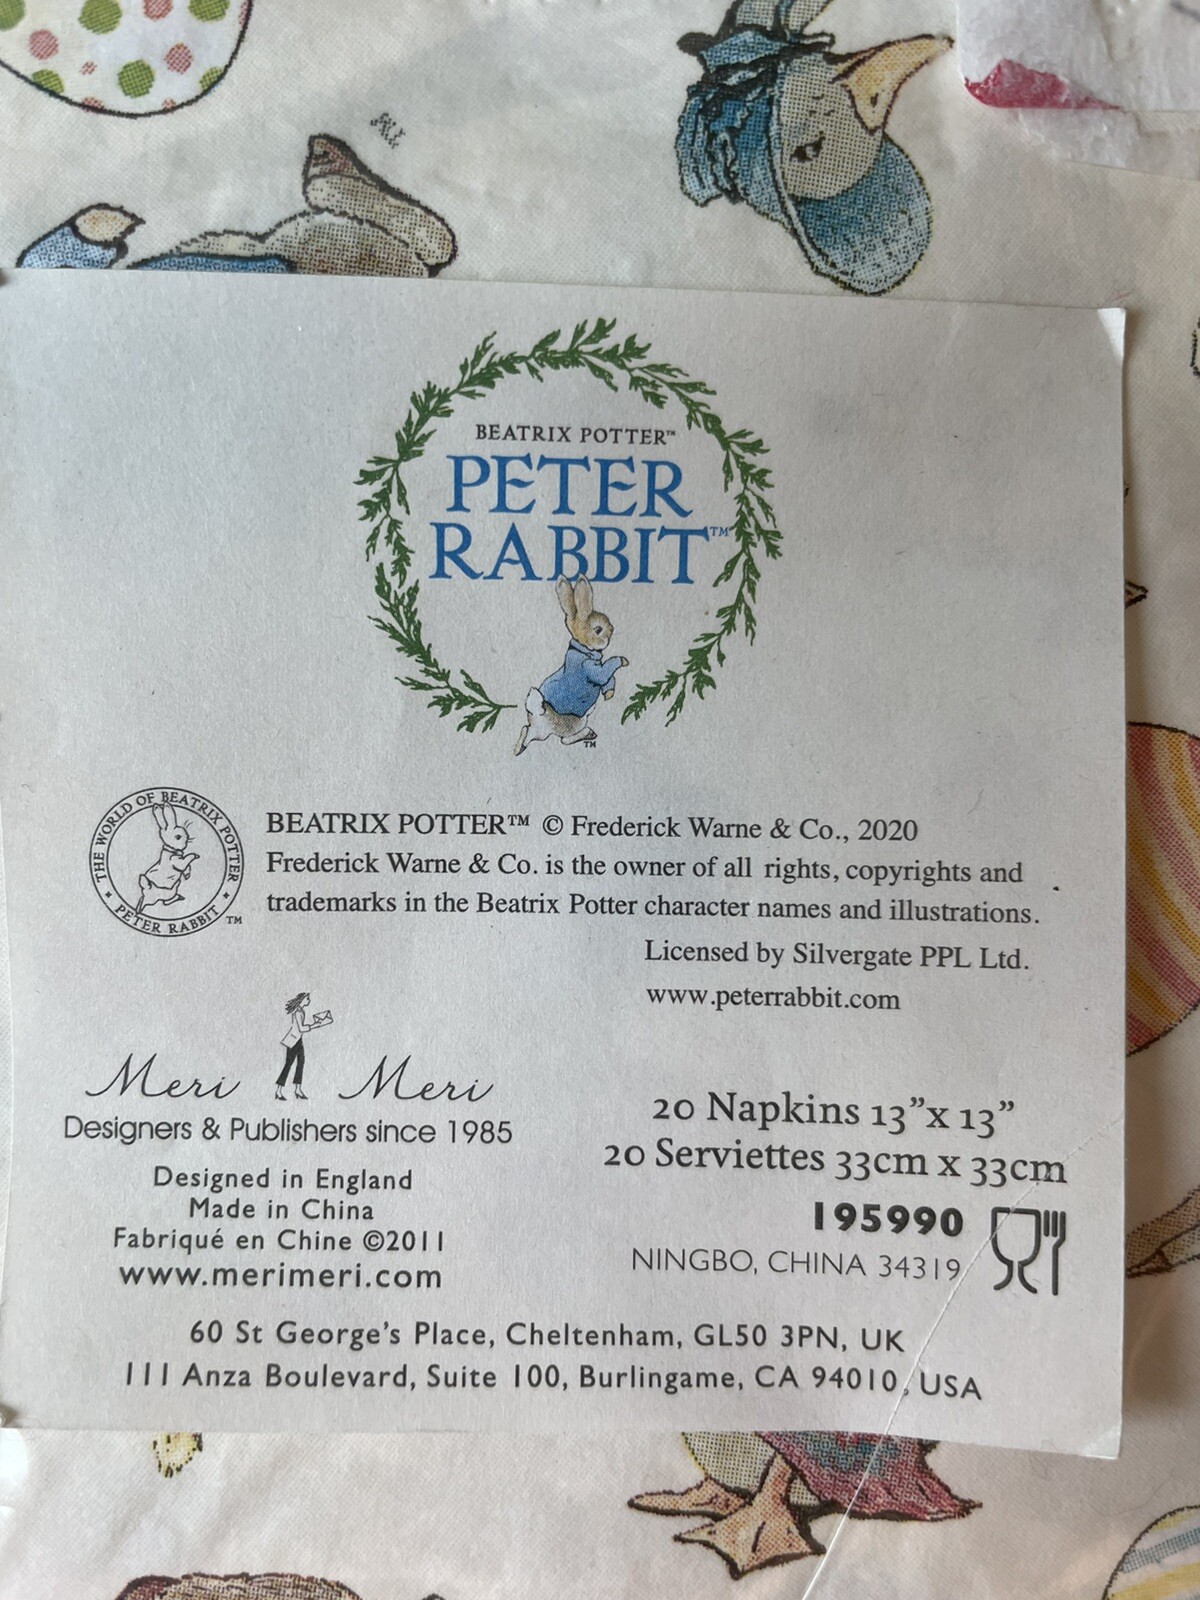 BEATRIX POTTER™
PETER
RABBIT™
TM
THE WORLD OF BEATRIX POTTER
PETER RABBIT
TM
BEATRIX POTTER™ © Frederick Warne & Co., 2020
Frederick Warne & Co. is the owner of all rights, copyrights and
trademarks in the Beatrix Potter character names and illustrations.
Licensed by Silvergate PPL Ltd.
www.peterrabbit.com
Meri Meri
Designers & Publishers since 1985
Designed in England
Made in China
Fabriqué en Chine ©2011
www.merimeri.com
20 Napkins 13”x 13”
20 Serviettes 33cm x 33cm
195990
NINGBO, CHINA 34319
60 St George’s Place, Cheltenham, GL50 3PN, UK
111 Anza Boulevard, Suite 100, Burlingame, CA 94010, USA